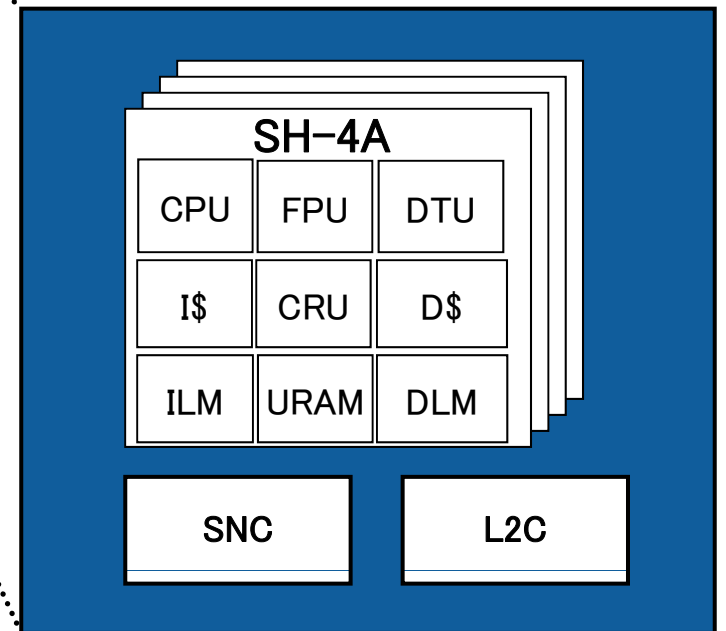 SH-4A
CPU FPU DTU
I$ CRU D$
ILM URAM DLM
SNC L2C